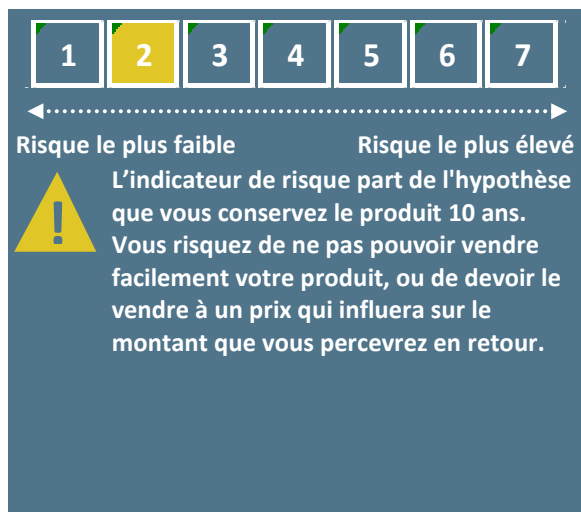 1 2 3 4 5 6 7
Risque le plus faible Risque le plus élevé
L’indicateur de risque part de l'hypothèse
que vous conservez le produit 10 ans.
Vous risquez de ne pas pouvoir vendre
facilement votre produit, ou de devoir le
vendre à un prix qui influera sur le
montant que vous percevrez en retour.